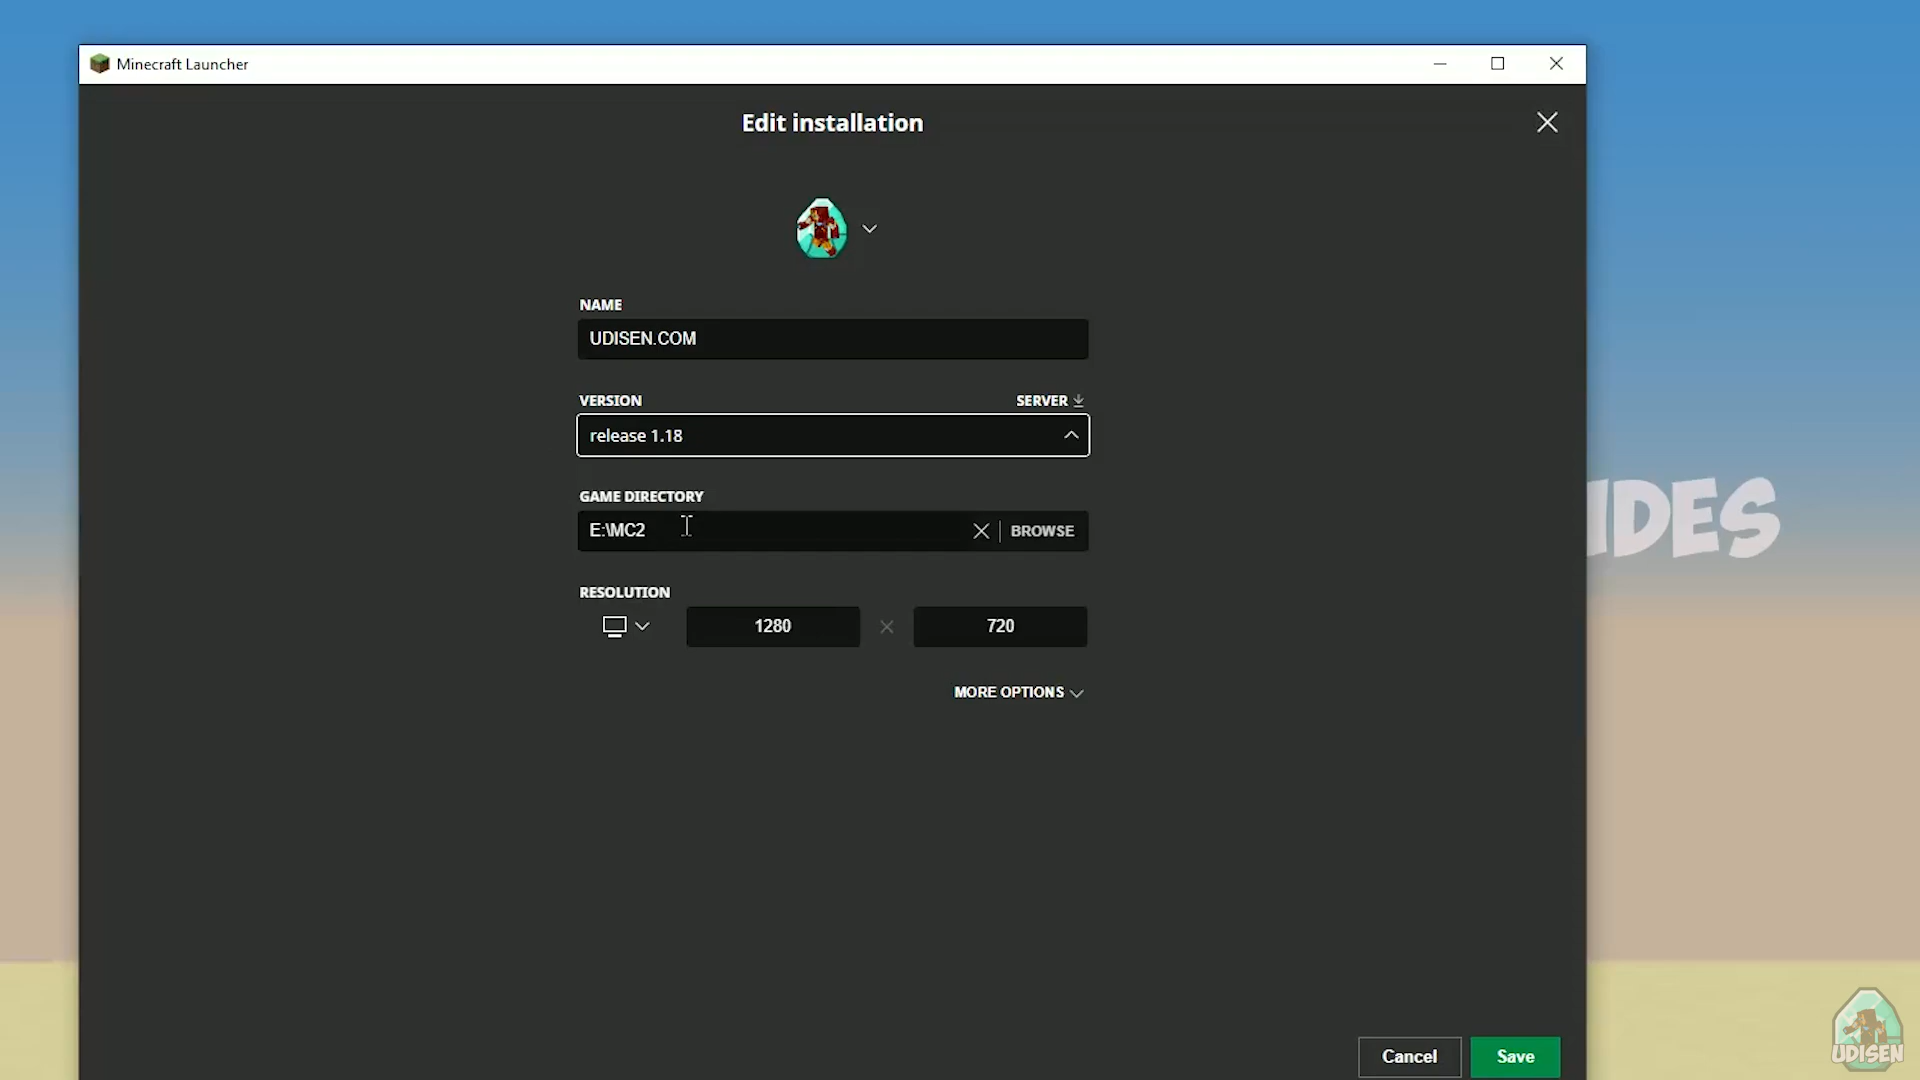 Minecraft Launcher
Edit installation
NAME
UDISEN.COM
VERSION
SERVER
release 1.18
GAME DIRECTORY
E:\MC2
BROWSE
IDES
RESOLUTION
1280
720
MORE OPTIONS
Cancel
Save
UDISEN